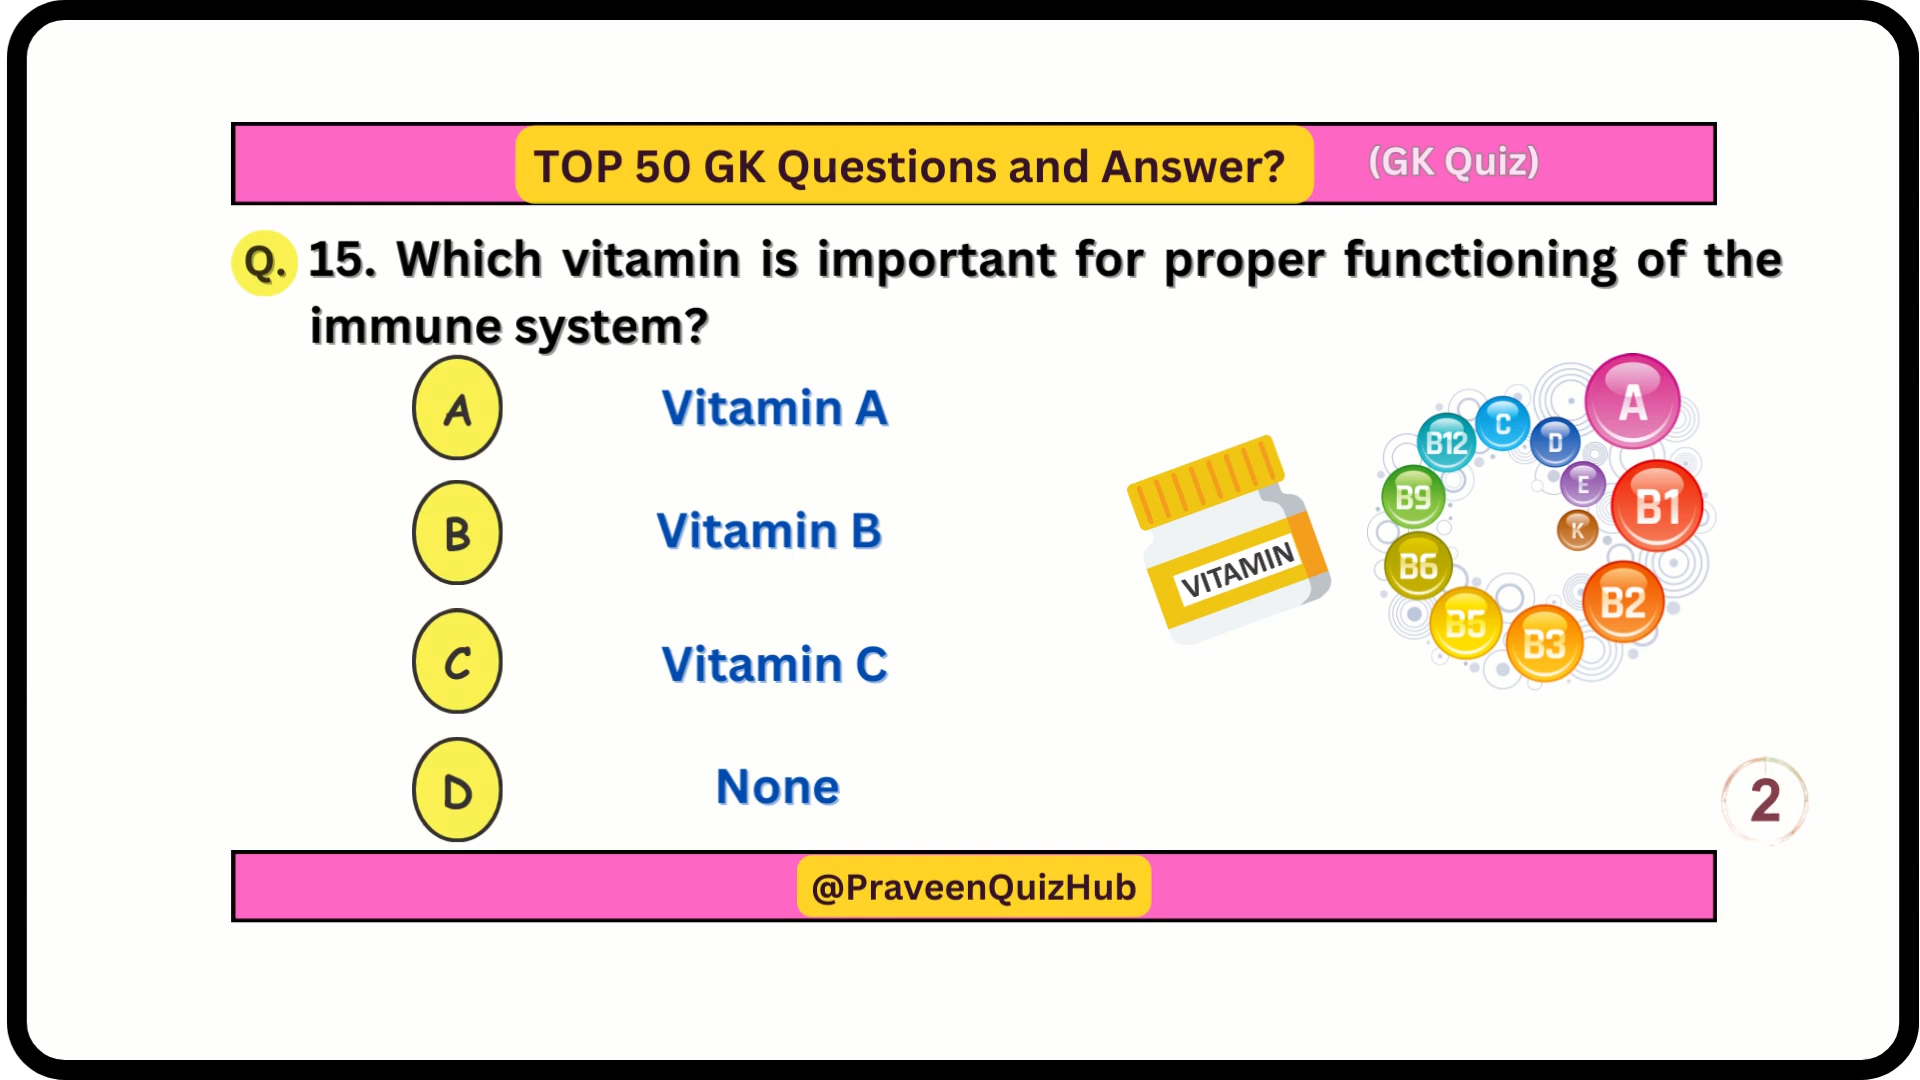 TOP 50 GK Questions and Answer?
(GK Quiz)
Q. 15. Which vitamin is important for proper functioning of the
immune system?
A Vitamin A
B Vitamin B
C Vitamin C
D None
VITAMIN
A
B1
B2
B3
B5
B6
B9
B12
C
D
E
K
2
@PraveenQuizHub